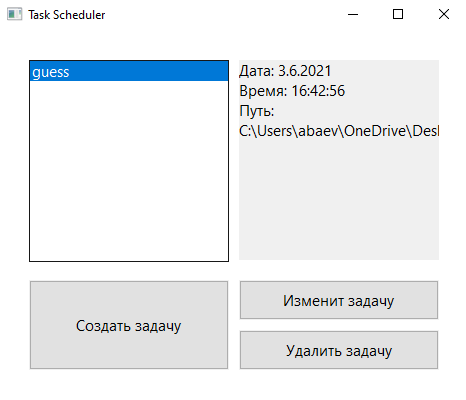 Task Scheduler
guess
Дата: 3.6.2021
Время: 16:42:56
Путь:
C:\Users\abaev\OneDrive\Desk
Создать задачу
Изменит задачу
Удалить задачу